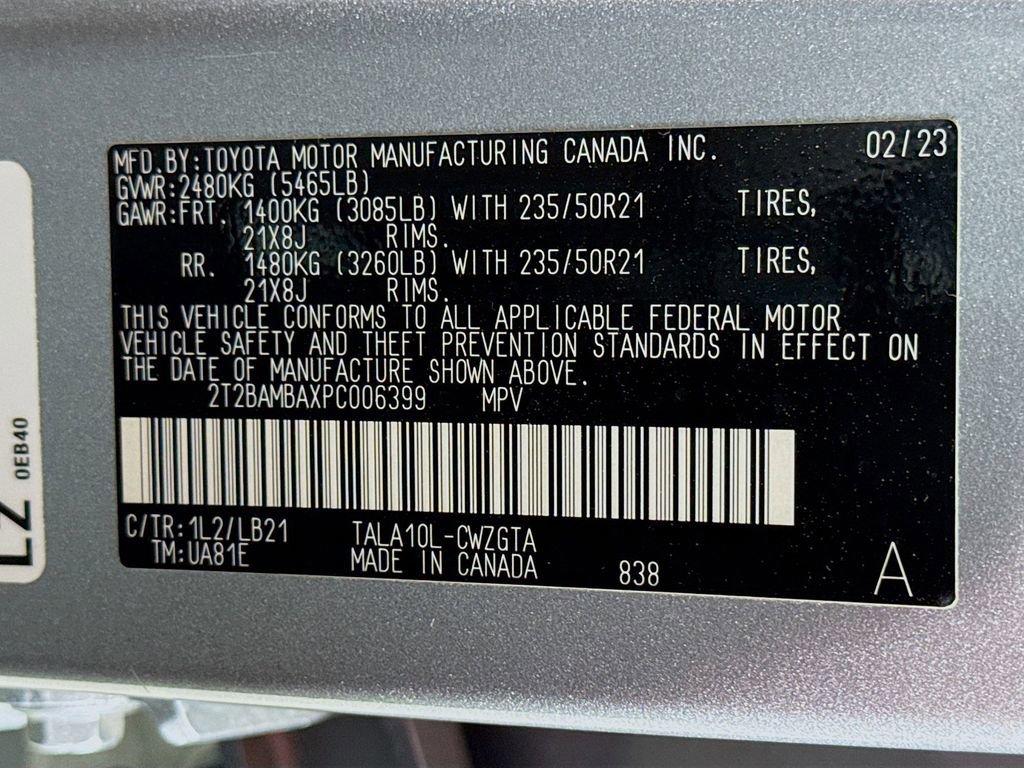 MFD.BY:TOYOTA MOTOR MANUFACTURING CANADA INC. 02/23
GVWR:2480KG (5465LB)
GAWR:FRT. 1400KG (3085LB) WITH 235/50R21 TIRES,
21X8J RIMS.
RR. 1480KG (3260LB) WITH 235/50R21 TIRES,
21X8J RIMS.
THIS VEHICLE CONFORMS TO ALL APPLICABLE FEDERAL MOTOR
VEHICLE SAFETY AND THEFT PREVENTION STANDARDS IN EFFECT ON
THE DATE OF MANUFACTURE SHOWN ABOVE.
2T2BAMBAXPC006399 MPV
C/TR:1L2/LB21 TALA10L-CWZGTA
TM:UA81E MADE IN CANADA 838 A
0EB40